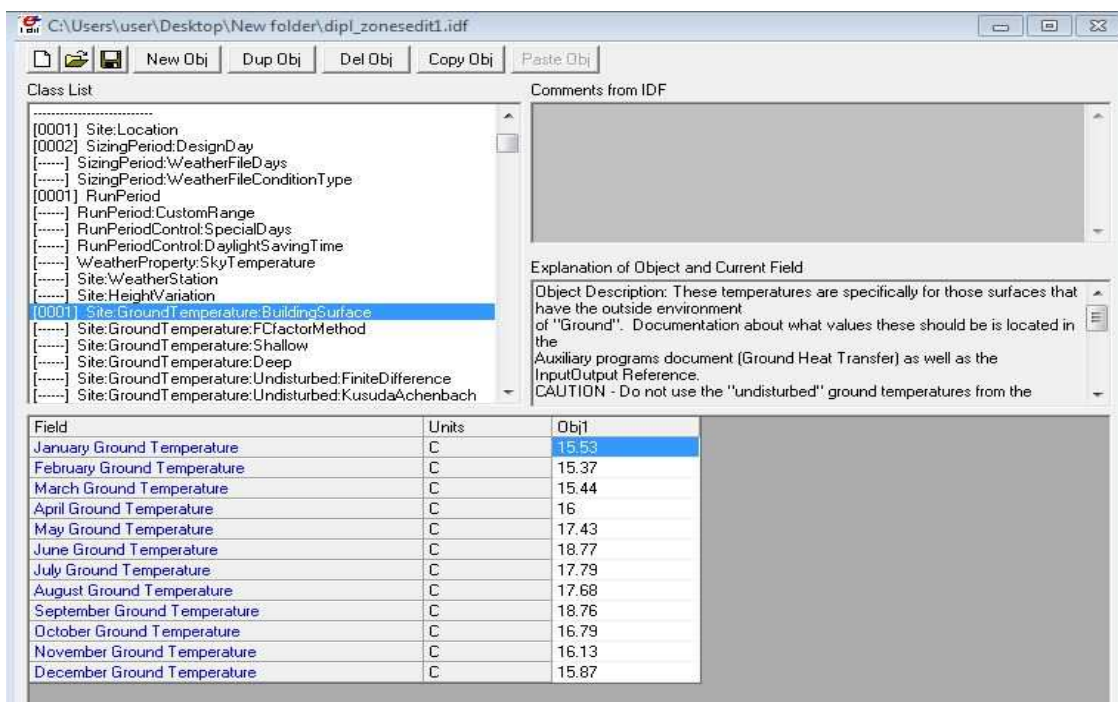 C:\Users\user\Desktop\New folder\dipl_zonesedit1.idf
New Obj Dup Obj Del Obj Copy Obj Paste Obj
Class List
-------------------------
[0001] Site:Location
[0002] SizingPeriod:DesignDay
[------] SizingPeriod:WeatherFileDays
[------] SizingPeriod:WeatherFileConditionType
[0001] RunPeriod
[------] RunPeriod:CustomRange
[------] RunPeriodControl:SpecialDays
[------] RunPeriodControl:DaylightSavingTime
[------] WeatherProperty:SkyTemperature
[------] Site:WeatherStation
[------] Site:HeightVariation
[0001] Site:GroundTemperature:BuildingSurface
[------] Site:GroundTemperature:FCfactorMethod
[------] Site:GroundTemperature:Shallow
[------] Site:GroundTemperature:Deep
[------] Site:GroundTemperature:Undisturbed:FiniteDifference
[------] Site:GroundTemperature:Undisturbed:KusudaAchenbach
Comments from IDF
Explanation of Object and Current Field
Object Description: These temperatures are specifically for those surfaces that
have the outside environment
of "Ground". Documentation about what values these should be is located in
the
Auxiliary programs document (Ground Heat Transfer) as well as the
InputOutput Reference.
CAUTION - Do not use the "undisturbed" ground temperatures from the
Field Units Obj1
January Ground Temperature C 15.53
February Ground Temperature C 15.37
March Ground Temperature C 15.44
April Ground Temperature C 16
May Ground Temperature C 17.43
June Ground Temperature C 18.77
July Ground Temperature C 17.79
August Ground Temperature C 17.68
September Ground Temperature C 18.76
October Ground Temperature C 16.79
November Ground Temperature C 16.13
December Ground Temperature C 15.87